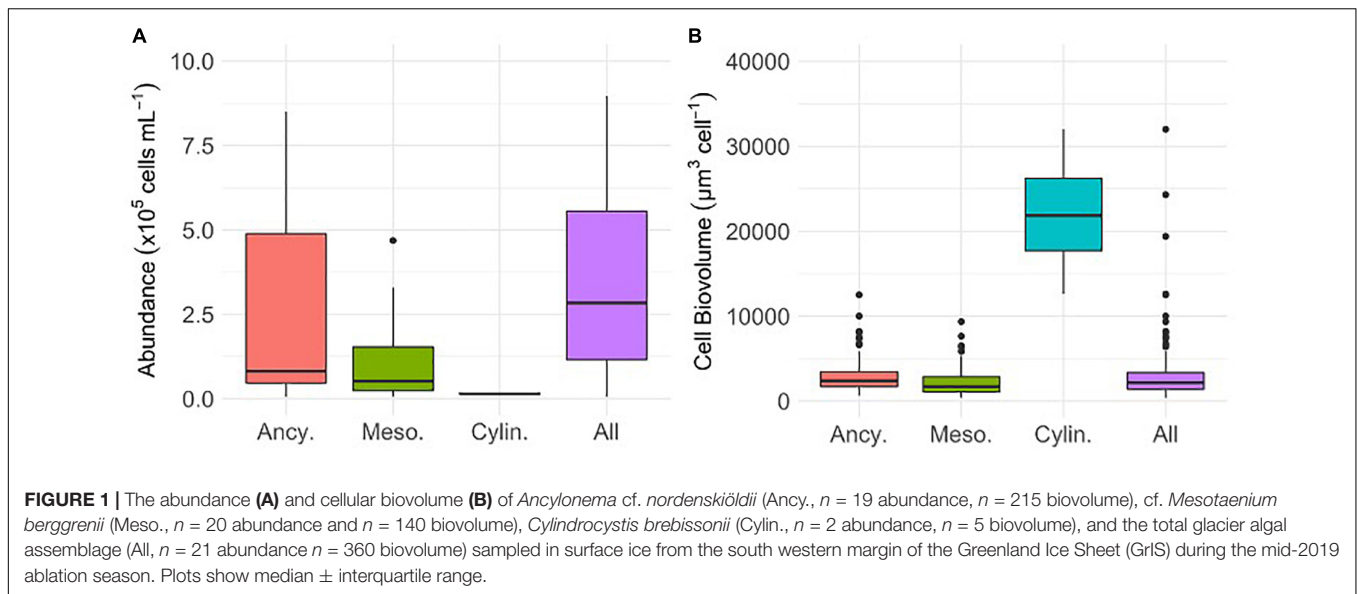 A
Abundance (x10⁵ cells mL⁻¹)
10.0
7.5
5.0
2.5
0.0
Ancy. Meso. Cylin. All
B
Cell Biovolume (μm³ cell⁻¹)
40000
30000
20000
10000
0
Ancy. Meso. Cylin. All
FIGURE 1 | The abundance (A) and cellular biovolume (B) of Ancylonema cf. nordenskiöldii (Ancy., n = 19 abundance, n = 215 biovolume), cf. Mesotaenium
berggrenii (Meso., n = 20 abundance and n = 140 biovolume), Cylindrocystis brebissonii (Cylin., n = 2 abundance, n = 5 biovolume), and the total glacier algal
assemblage (All, n = 21 abundance n = 360 biovolume) sampled in surface ice from the south western margin of the Greenland Ice Sheet (GrIS) during the mid-2019
ablation season. Plots show median ± interquartile range.